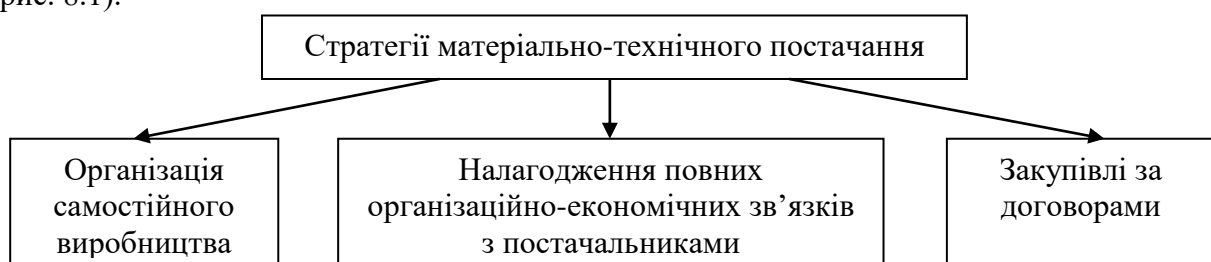 рис. 8.1).
Стратегії матеріально-технічного постачання
Організація
самостійного
виробництва
Налагодження повних
організаційно-економічних зв’язків
з постачальниками
Закупівлі за
договорами